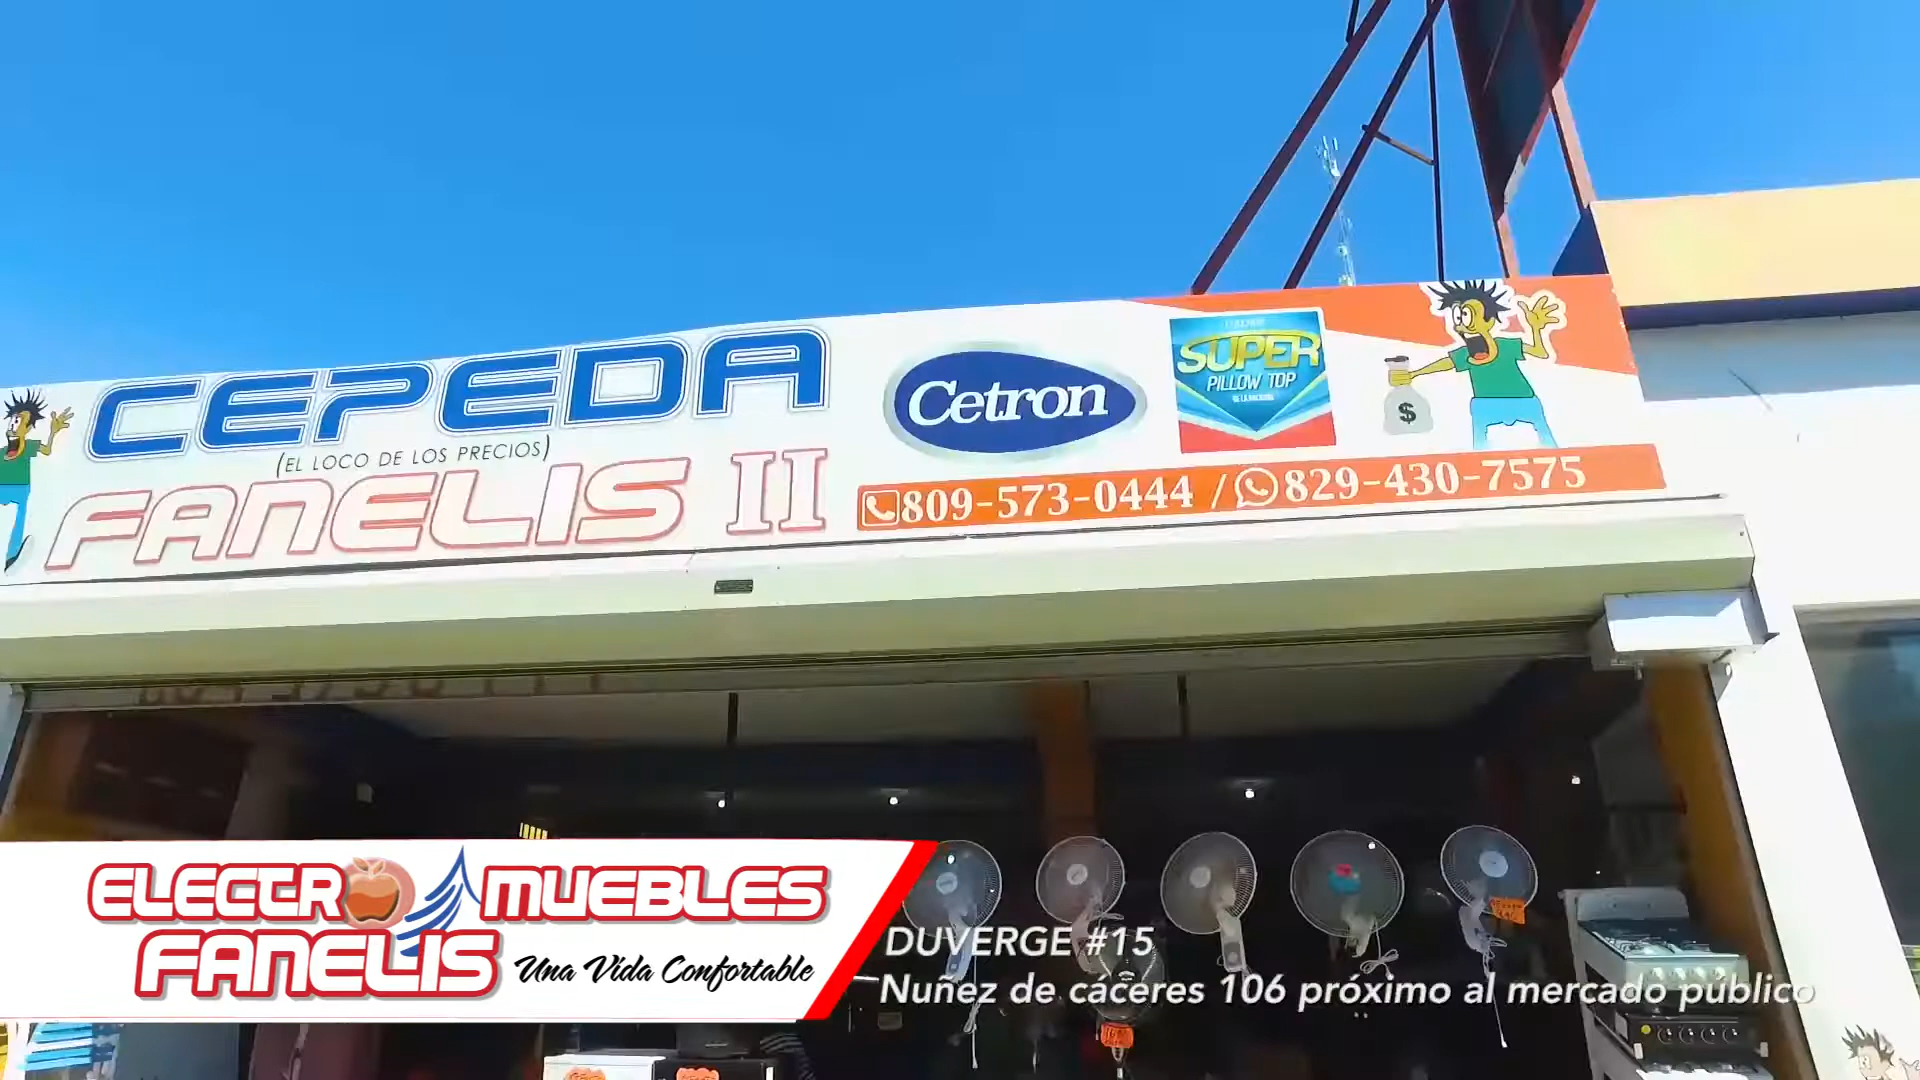 CEPEDA
(EL LOCO DE LOS PRECIOS)
FANELIS II
Cetron
SUPER
PILLOW TOP
$
809-573-0444 / 829-430-7575
ELECTRO MUEBLES
FANELIS
Una Vida Confortable
DUVERGE #15
Nuñez de cáceres 106 próximo al mercado público